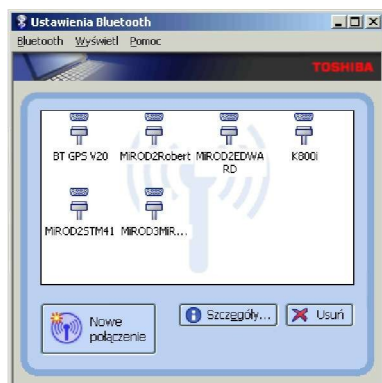 Ustawienia Bluetooth
Bluetooth Wyświetl Pomoc
TOSHIBA
BT GPS V20 MiROD2Robert MiROD2EDWA
RD K800i
MiROD2STM41 MiROD3MiR...
Nowe
połączenie
Szczegóły...
Usuń